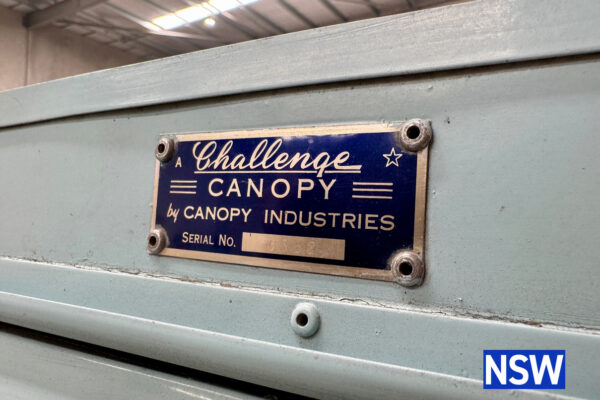 A Challenge
CANOPY
by CANOPY INDUSTRIES
SERIAL NO.
NSW